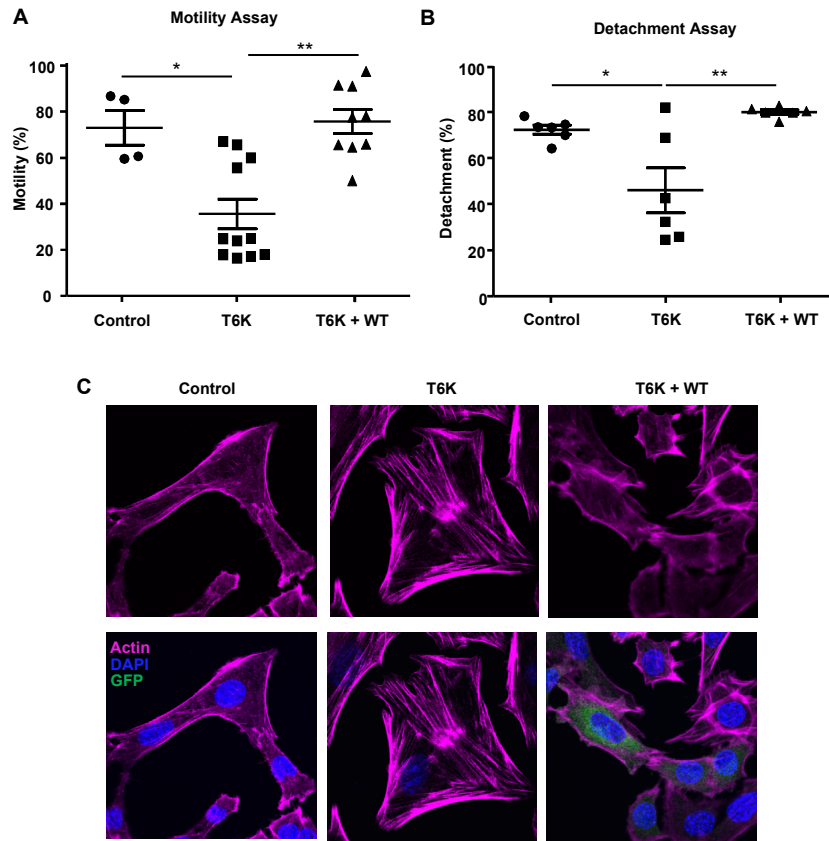 A
Motility Assay
*
**
Motility (%)
100
80
60
40
20
0
Control
T6K
T6K + WT
B
Detachment Assay
*
**
Detachment (%)
100
80
60
40
20
0
Control
T6K
T6K + WT
C
Control
T6K
T6K + WT
Actin
DAPI
GFP